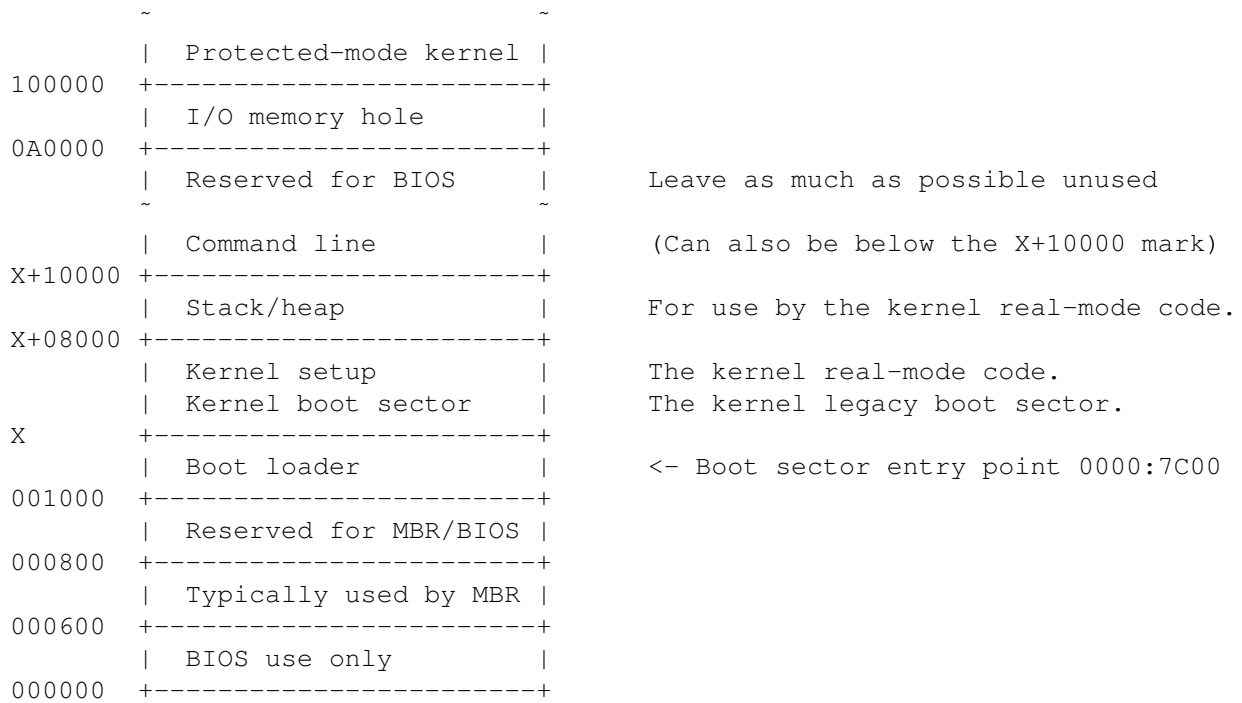 ~                        ~
| Protected-mode kernel |
100000 +------------------------+
| I/O memory hole |
0A0000 +------------------------+
| Reserved for BIOS | Leave as much as possible unused
~                        ~
| Command line | (Can also be below the X+10000 mark)
X+10000 +------------------------+
| Stack/heap | For use by the kernel real-mode code.
X+08000 +------------------------+
| Kernel setup | The kernel real-mode code.
| Kernel boot sector | The kernel legacy boot sector.
X +------------------------+
| Boot loader | <- Boot sector entry point 0000:7C00
001000 +------------------------+
| Reserved for MBR/BIOS |
000800 +------------------------+
| Typically used by MBR |
000600 +------------------------+
| BIOS use only |
000000 +------------------------+